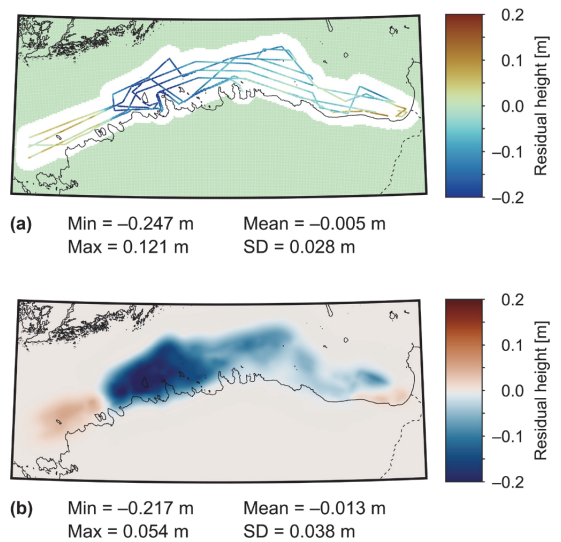 0.2
0.1
0.0
–0.1
–0.2
Residual height [m]
(a) Min = –0.247 m Mean = –0.005 m
Max = 0.121 m SD = 0.028 m
0.2
0.1
0.0
–0.1
–0.2
Residual height [m]
(b) Min = –0.217 m Mean = –0.013 m
Max = 0.054 m SD = 0.038 m